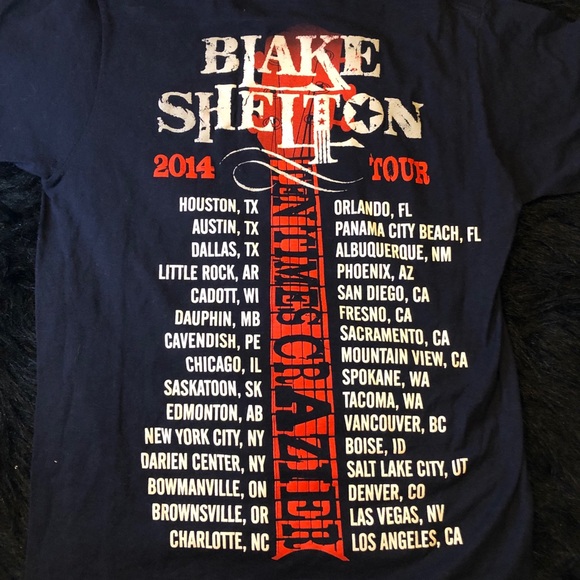 BLAKE
SHELTON
2014 TOUR
TEN TIMES CRAZIER
HOUSTON, TX
AUSTIN, TX
DALLAS, TX
LITTLE ROCK, AR
CADOTT, WI
DAUPHIN, MB
CAVENDISH, PE
CHICAGO, IL
SASKATOON, SK
EDMONTON, AB
NEW YORK CITY, NY
DARIEN CENTER, NY
BOWMANVILLE, ON
BROWNSVILLE, OR
CHARLOTTE, NC
ORLANDO, FL
PANAMA CITY BEACH, FL
ALBUQUERQUE, NM
PHOENIX, AZ
SAN DIEGO, CA
FRESNO, CA
SACRAMENTO, CA
MOUNTAIN VIEW, CA
SPOKANE, WA
TACOMA, WA
VANCOUVER, BC
BOISE, ID
SALT LAKE CITY, UT
DENVER, CO
LAS VEGAS, NV
LOS ANGELES, CA